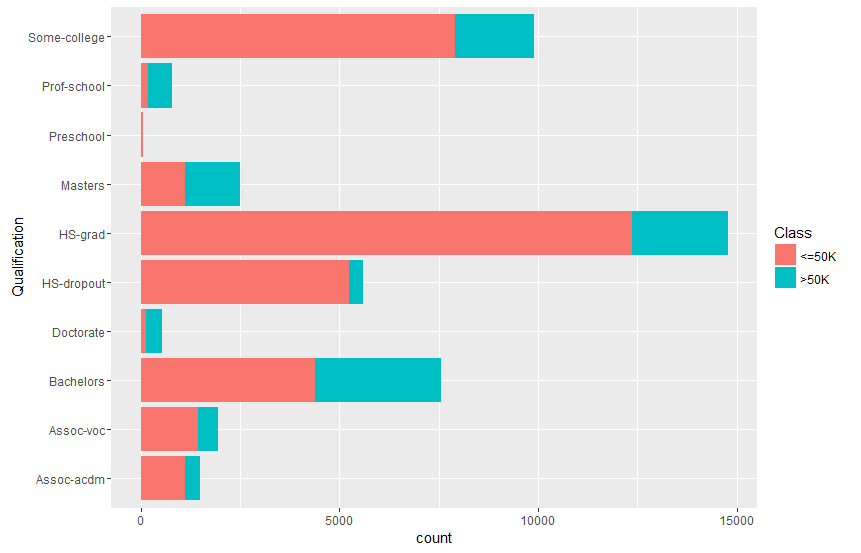 Some-college
Prof-school
Preschool
Masters
HS-grad
HS-dropout
Doctorate
Bachelors
Assoc-voc
Assoc-acdm
Qualification
0 5000 10000 15000
count
Class
<=50K
>50K